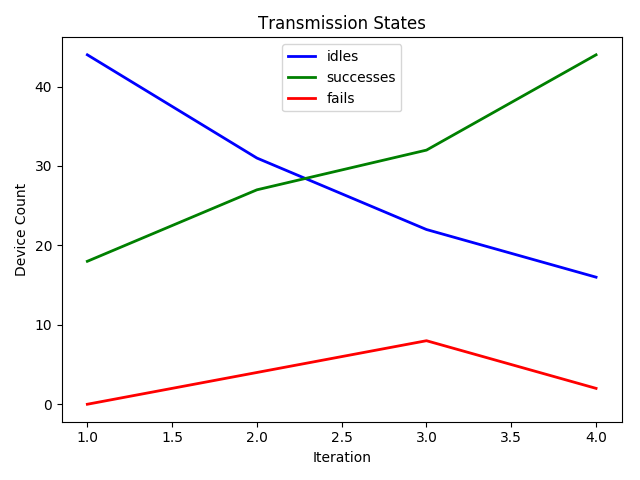 Transmission States
idles
successes
fails
Device Count
40
30
20
10
0
1.0 1.5 2.0 2.5 3.0 3.5 4.0
Iteration